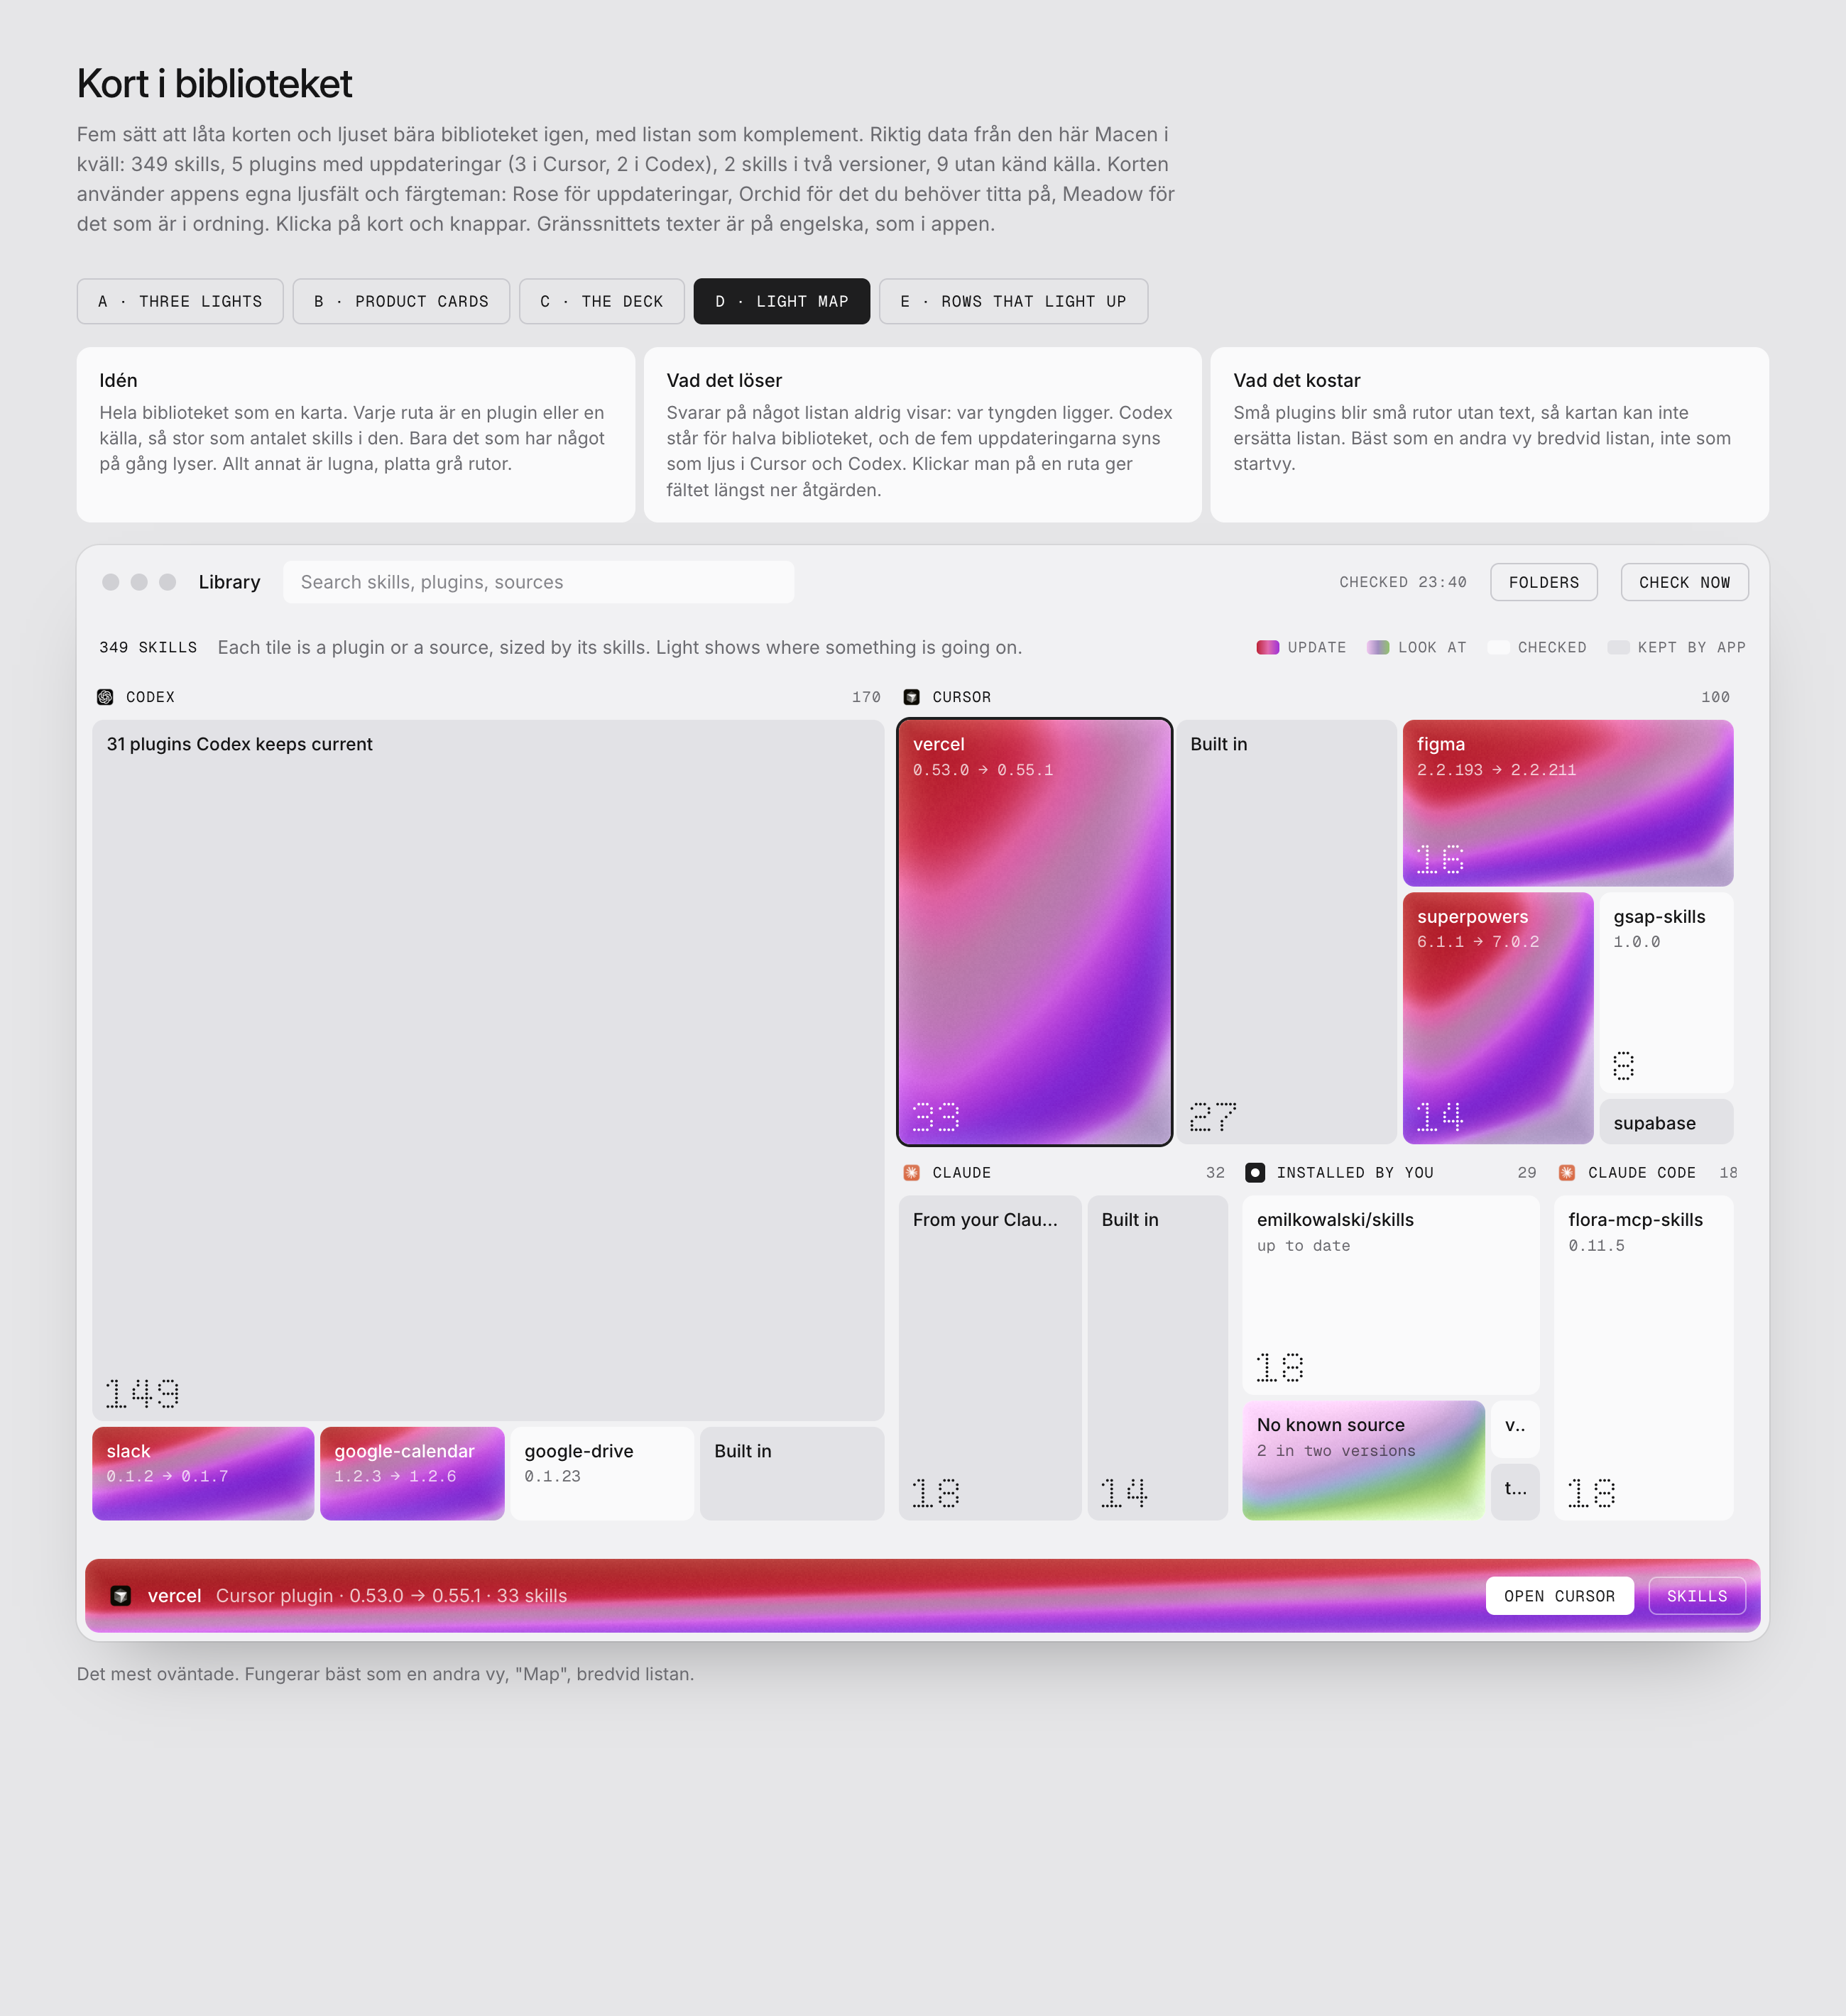 Kort i biblioteket
Fem sätt att låta korten och ljuset bära biblioteket igen, med listan som komplement. Riktig data från den här Macen i
kväll: 349 skills, 5 plugins med uppdateringar (3 i Cursor, 2 i Codex), 2 skills i två versioner, 9 utan känd källa. Korten
använder appens egna ljusfält och färgteman: Rose för uppdateringar, Orchid för det du behöver titta på, Meadow för
det som är i ordning. Klicka på kort och knappar. Gränssnittets texter är på engelska, som i appen.
A · THREE LIGHTS
B · PRODUCT CARDS
C · THE DECK
D · LIGHT MAP
E · ROWS THAT LIGHT UP
Idén
Hela biblioteket som en karta. Varje ruta är en plugin eller en
källa, så stor som antalet skills i den. Bara det som har något
på gång lyser. Allt annat är lugna, platta grå rutor.
Vad det löser
Svarar på något listan aldrig visar: var tyngden ligger. Codex
står för halva biblioteket, och de fem uppdateringarna syns
som ljus i Cursor och Codex. Klickar man på en ruta ger
fältet längst ner åtgärden.
Vad det kostar
Små plugins blir små rutor utan text, så kartan kan inte
ersätta listan. Bäst som en andra vy bredvid listan, inte som
startvy.
Library
Search skills, plugins, sources
CHECKED 23:40
FOLDERS
CHECK NOW
349 SKILLS
Each tile is a plugin or a source, sized by its skills. Light shows where something is going on.
UPDATE
LOOK AT
CHECKED
KEPT BY APP
CODEX
170
31 plugins Codex keeps current
149
slack
0.1.2 → 0.1.7
google-calendar
1.2.3 → 1.2.6
google-drive
0.1.23
Built in
CURSOR
100
vercel
0.53.0 → 0.55.1
33
Built in
27
figma
2.2.193 → 2.2.211
16
superpowers
6.1.1 → 7.0.2
14
gsap-skills
1.0.0
8
supabase
CLAUDE
32
From your Clau...
18
Built in
14
INSTALLED BY YOU
29
emilkowalski/skills
up to date
18
No known source
2 in two versions
v..
t...
CLAUDE CODE
18
flora-mcp-skills
0.11.5
18
vercel
Cursor plugin · 0.53.0 → 0.55.1 · 33 skills
OPEN CURSOR
SKILLS
Det mest oväntade. Fungerar bäst som en andra vy, "Map", bredvid listan.